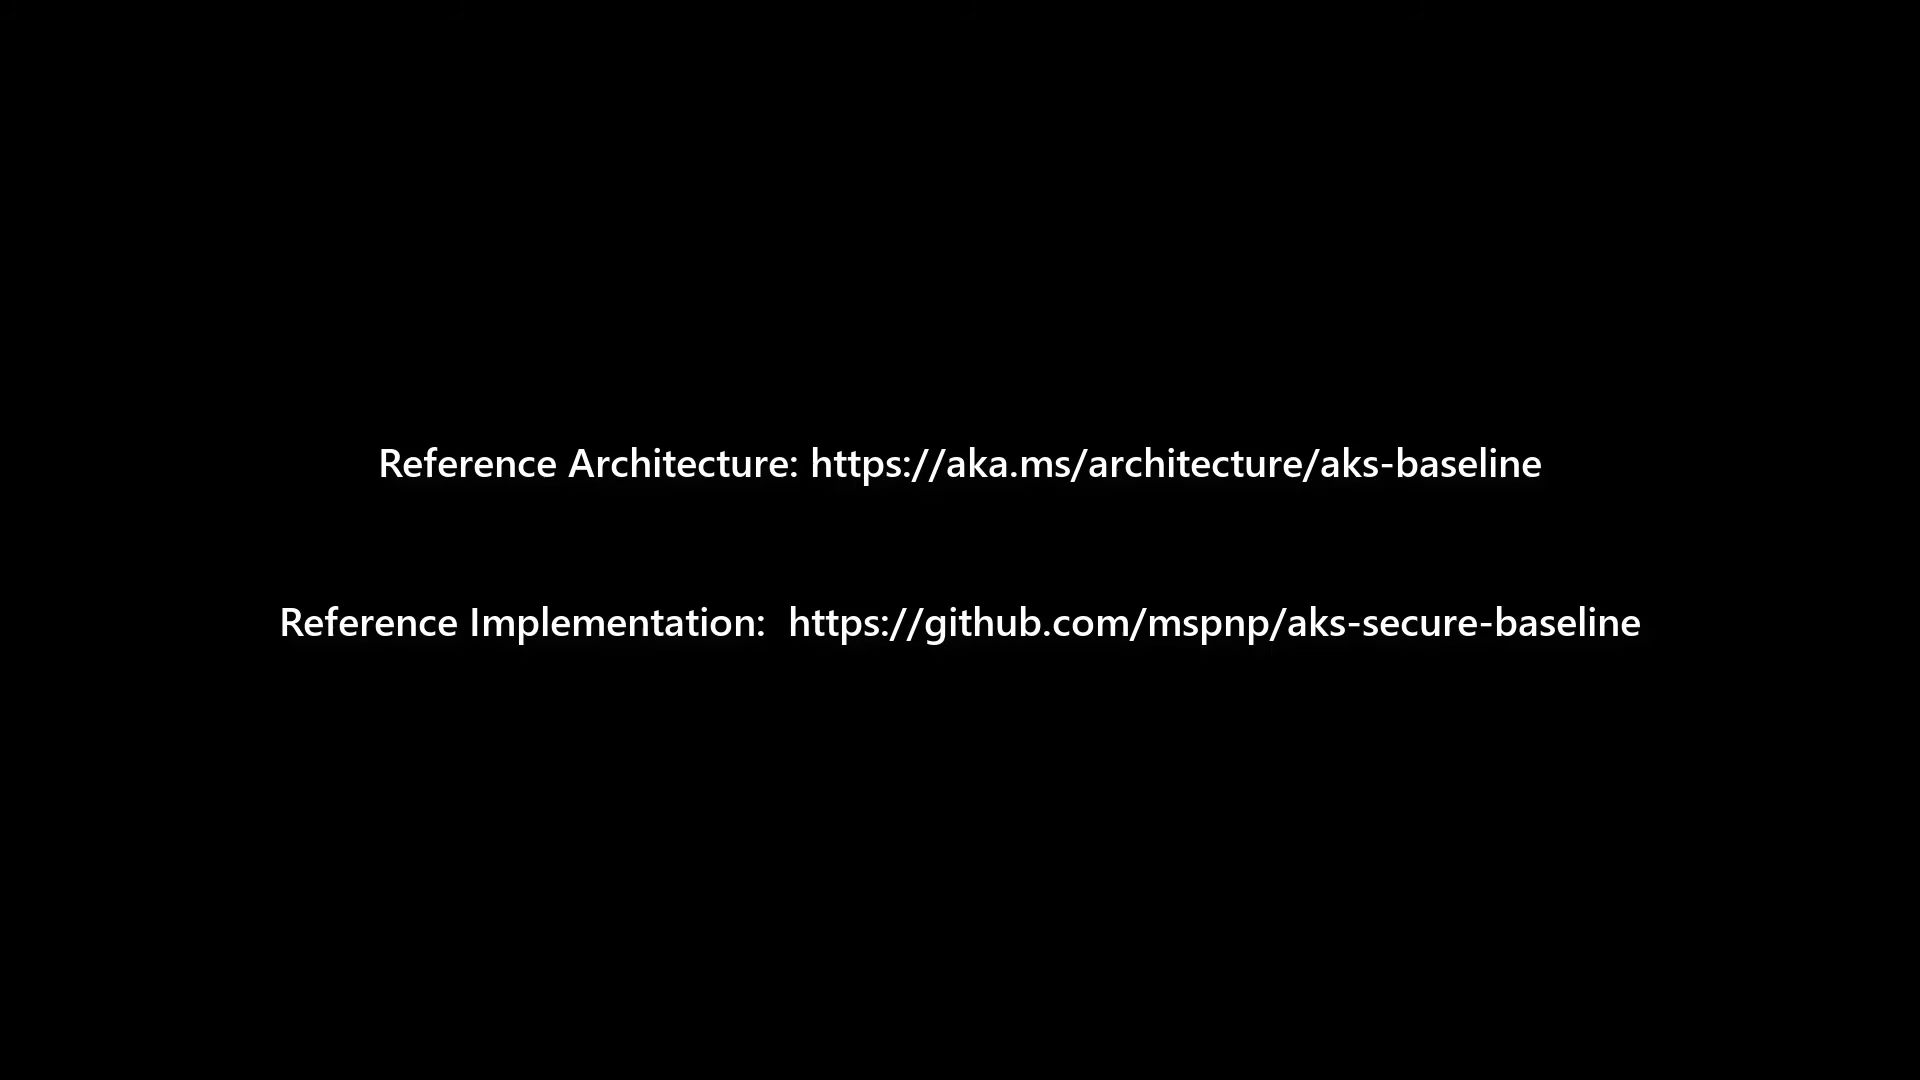 Reference Architecture: https://aka.ms/architecture/aks-baseline
Reference Implementation:  https://github.com/mspnp/aks-secure-baseline